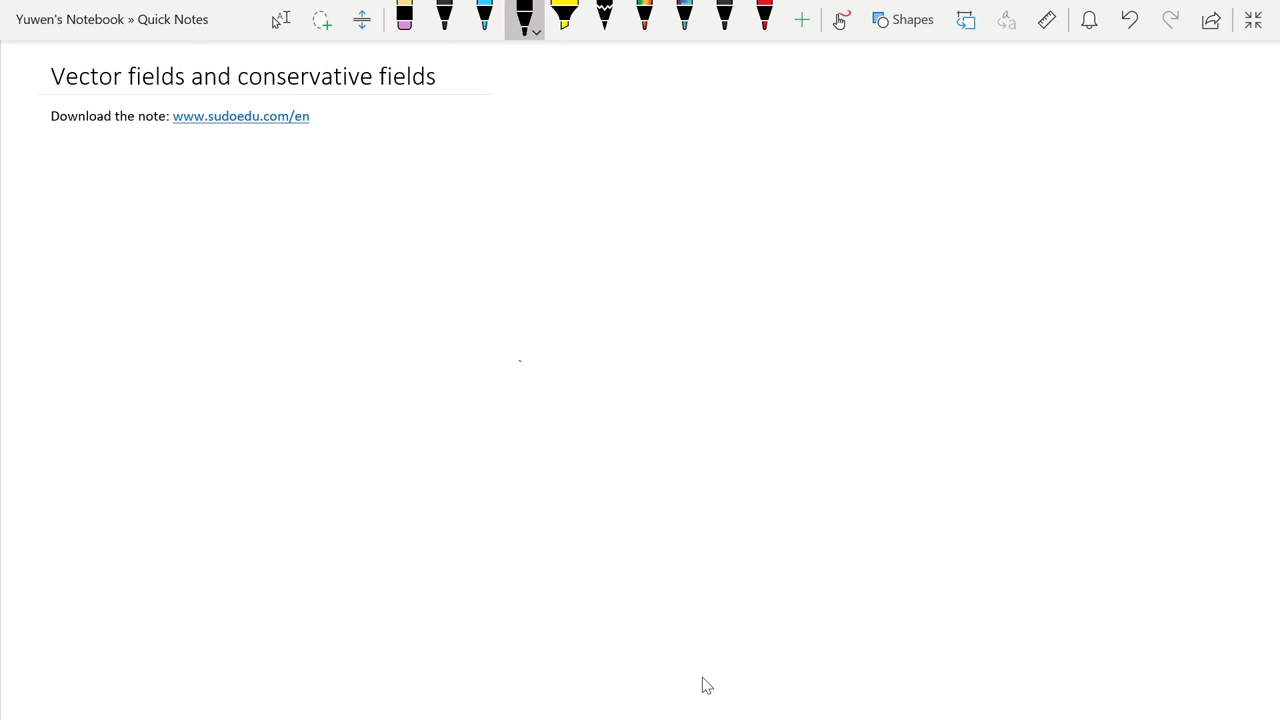 Yuwen's Notebook » Quick Notes
Shapes
Vector fields and conservative fields
Download the note: www.sudoedu.com/en